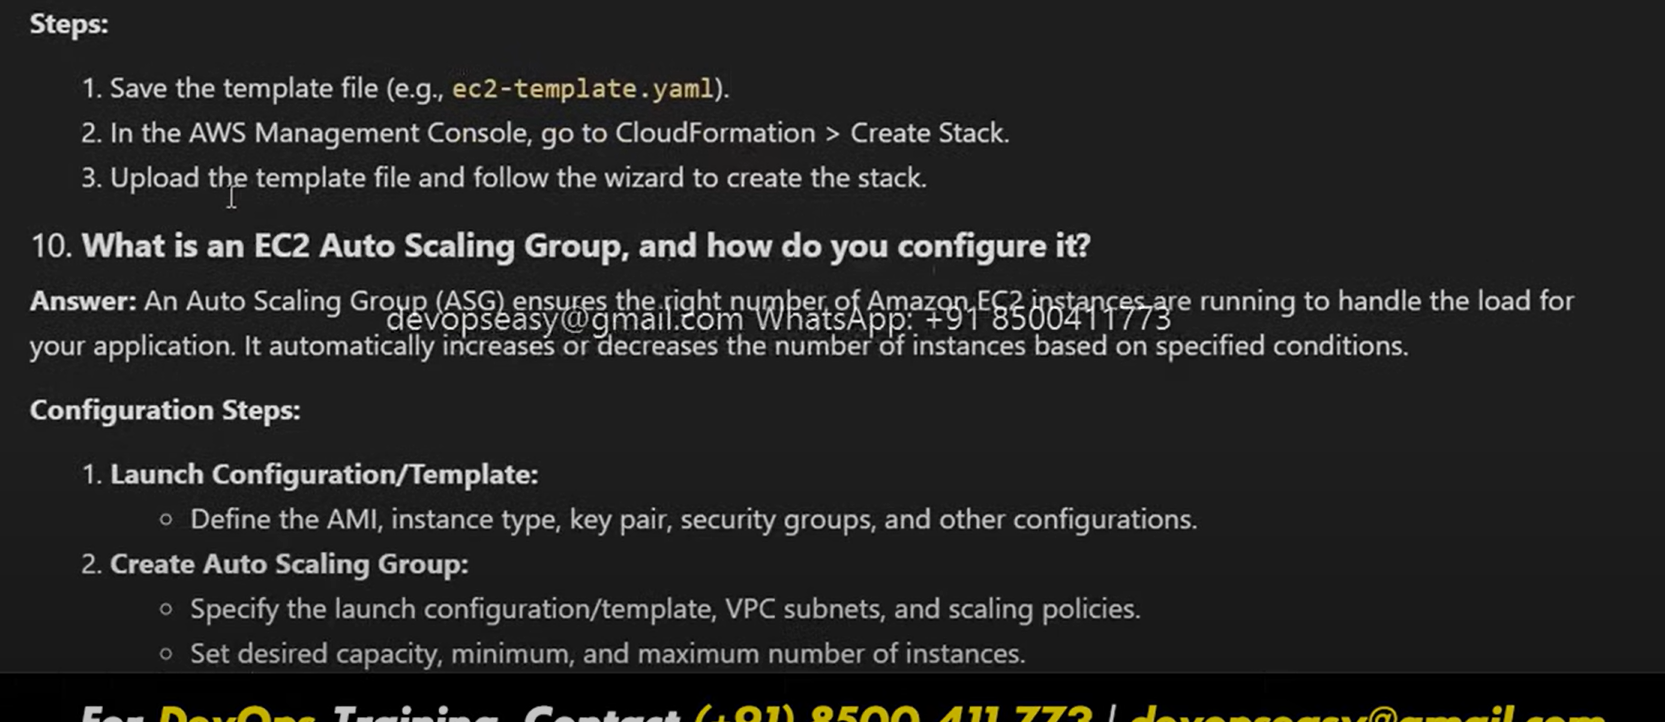 Steps:
1. Save the template file (e.g., ec2-template.yaml).
2. In the AWS Management Console, go to CloudFormation > Create Stack.
3. Upload the template file and follow the wizard to create the stack.
10. What is an EC2 Auto Scaling Group, and how do you configure it?
Answer: An Auto Scaling Group (ASG) ensures the right number of Amazon EC2 instances are running to handle the load for
devopseasy@gmail.com WhatsApp: +91 8500411773
your application. It automatically increases or decreases the number of instances based on specified conditions.
Configuration Steps:
1. Launch Configuration/Template:
○ Define the AMI, instance type, key pair, security groups, and other configurations.
2. Create Auto Scaling Group:
○ Specify the launch configuration/template, VPC subnets, and scaling policies.
○ Set desired capacity, minimum, and maximum number of instances.
For DevOps Training, Contact (+91) 8500 411 773 | devopseasy@gmail.com